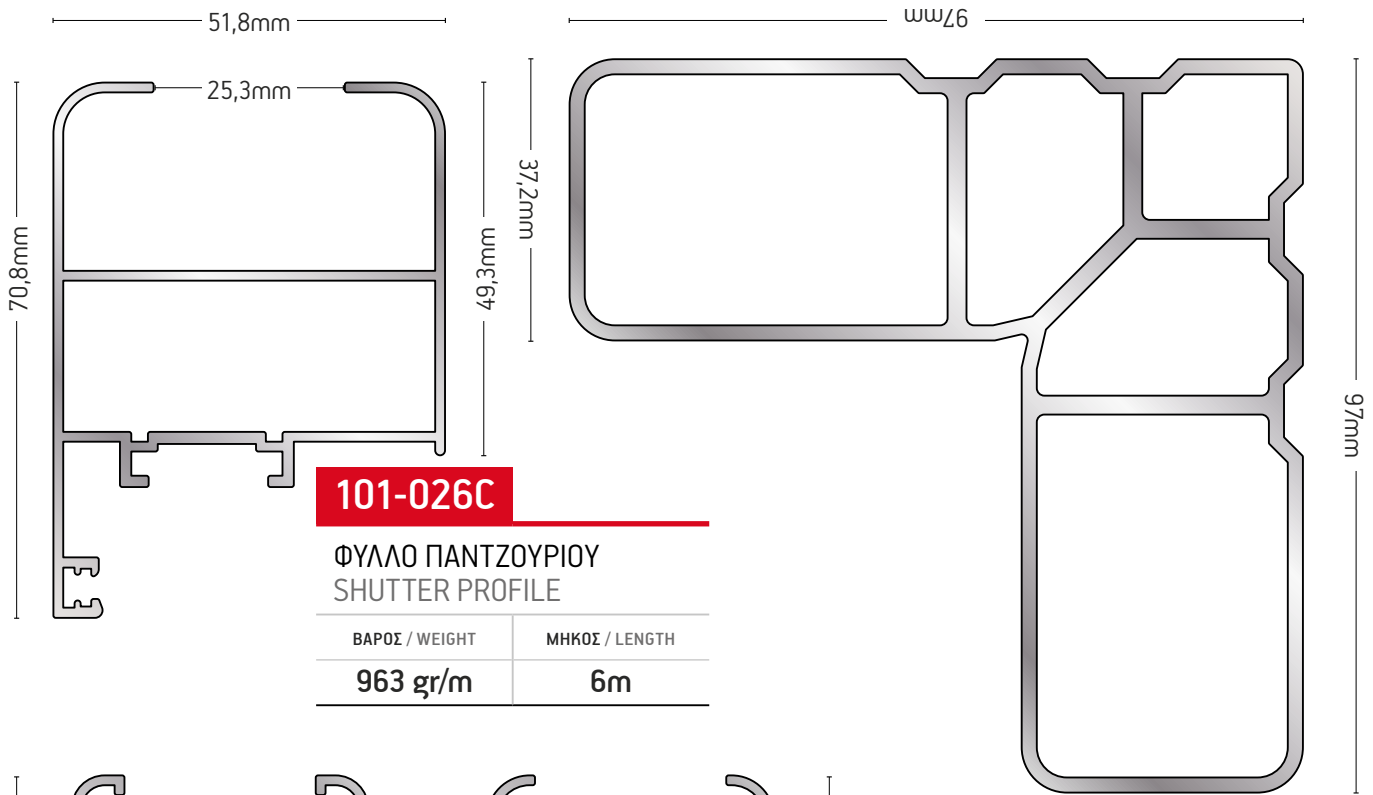 51,8mm
97mm
25,3mm
70,8mm
49,3mm
37,2mm
97mm
101-026C
ΦΥΛΛΟ ΠΑΝΤΖΟΥΡΙΟΥ
SHUTTER PROFILE
ΒΑΡΟΣ / WEIGHT ΜΗΚΟΣ / LENGTH
963 gr/m 6m